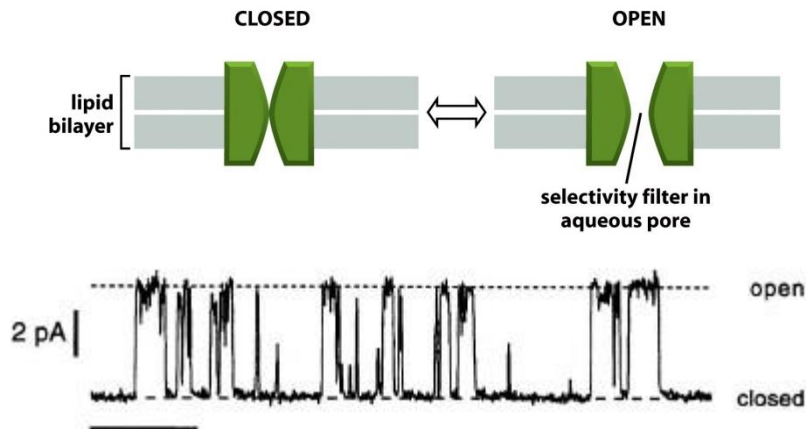 CLOSED
OPEN
lipid
bilayer
selectivity filter in
aqueous pore
open
2 pA
closed